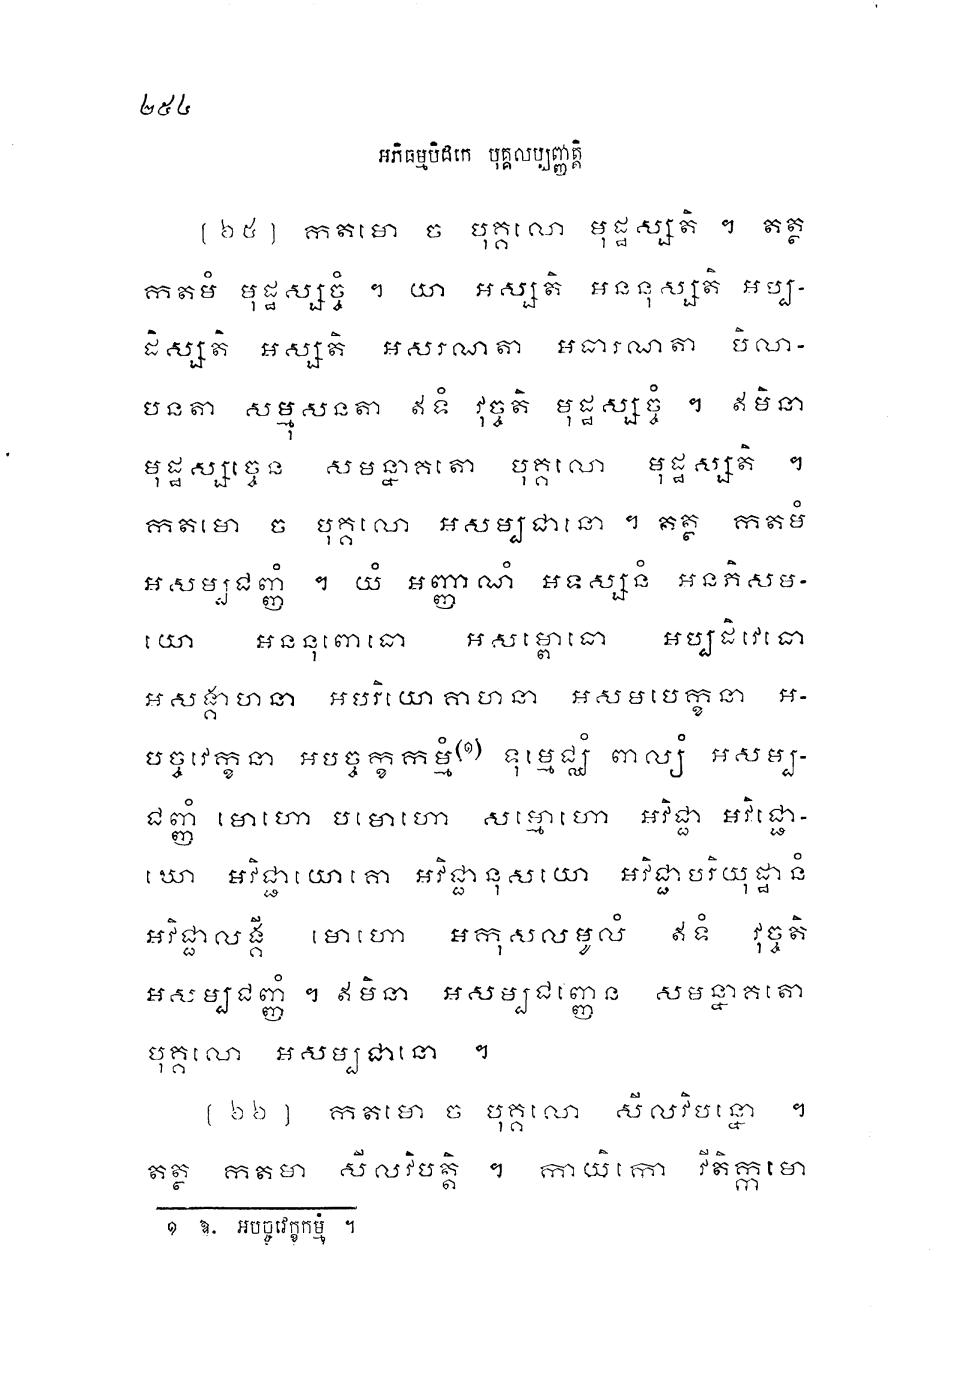 ២៥៤
អភិធម្មបិដកេ បុគ្គលប្បញ្ញត្តិ
[៦៥] កតមោ ច បុគ្គលោ មុដ្ឋស្សតិ ។ តត្ថ
កតមំ មុដ្ឋស្សច្ចំ ។ យា អស្សតិ អននុស្សតិ អប្ប-
ដិស្សតិ អស្សតិ អសរណតា អធារណតា បិលា-
បនតា សម្មុសនតា ឥទំ វុច្ចតិ មុដ្ឋស្សច្ចំ ។ ឥមិនា
មុដ្ឋស្សច្ចេន សមន្នាគតោ បុគ្គលោ មុដ្ឋស្សតិ ។
កតមោ ច បុគ្គលោ អសម្បជានោ ។ តត្ថ កតមំ
អសម្បជញ្ញំ ។ យំ អញ្ញាណំ អទស្សនំ អនភិសម-
យោ អននុពោធោ អសម្ពោធោ អប្បដិវេធោ
អសង្គាហនា អបរិយោគាហនា អសមបេក្ខនា អ-
បច្ចវេក្ខនា អបច្ចក្ខកម្មំ(១) ទុម្មេជ្ឈំ ពាល្យំ អសម្ប-
ជញ្ញំ មោហោ បមោហោ សម្មោហោ អវិជ្ជា អវិជ្ជោ-
ឃោ អវិជ្ជាយោគោ អវិជ្ជានុសយោ អវិជ្ជាបរិយុដ្ឋានំ
អវិជ្ជាលង្គី មោហោ អកុសលមូលំ ឥទំ វុច្ចតិ
អសម្បជញ្ញំ ។ ឥមិនា អសម្បជញ្ញេន សមន្នាគតោ
បុគ្គលោ អសម្បជានោ ។
[៦៦] កតមោ ច បុគ្គលោ សីលវិបន្នោ ។
តត្ថ កតមា សីលវិបត្តិ ។ កាយិកោ វីតិក្កមោ
១ ឯ. អបច្ចវេក្ខកម្មំ ។